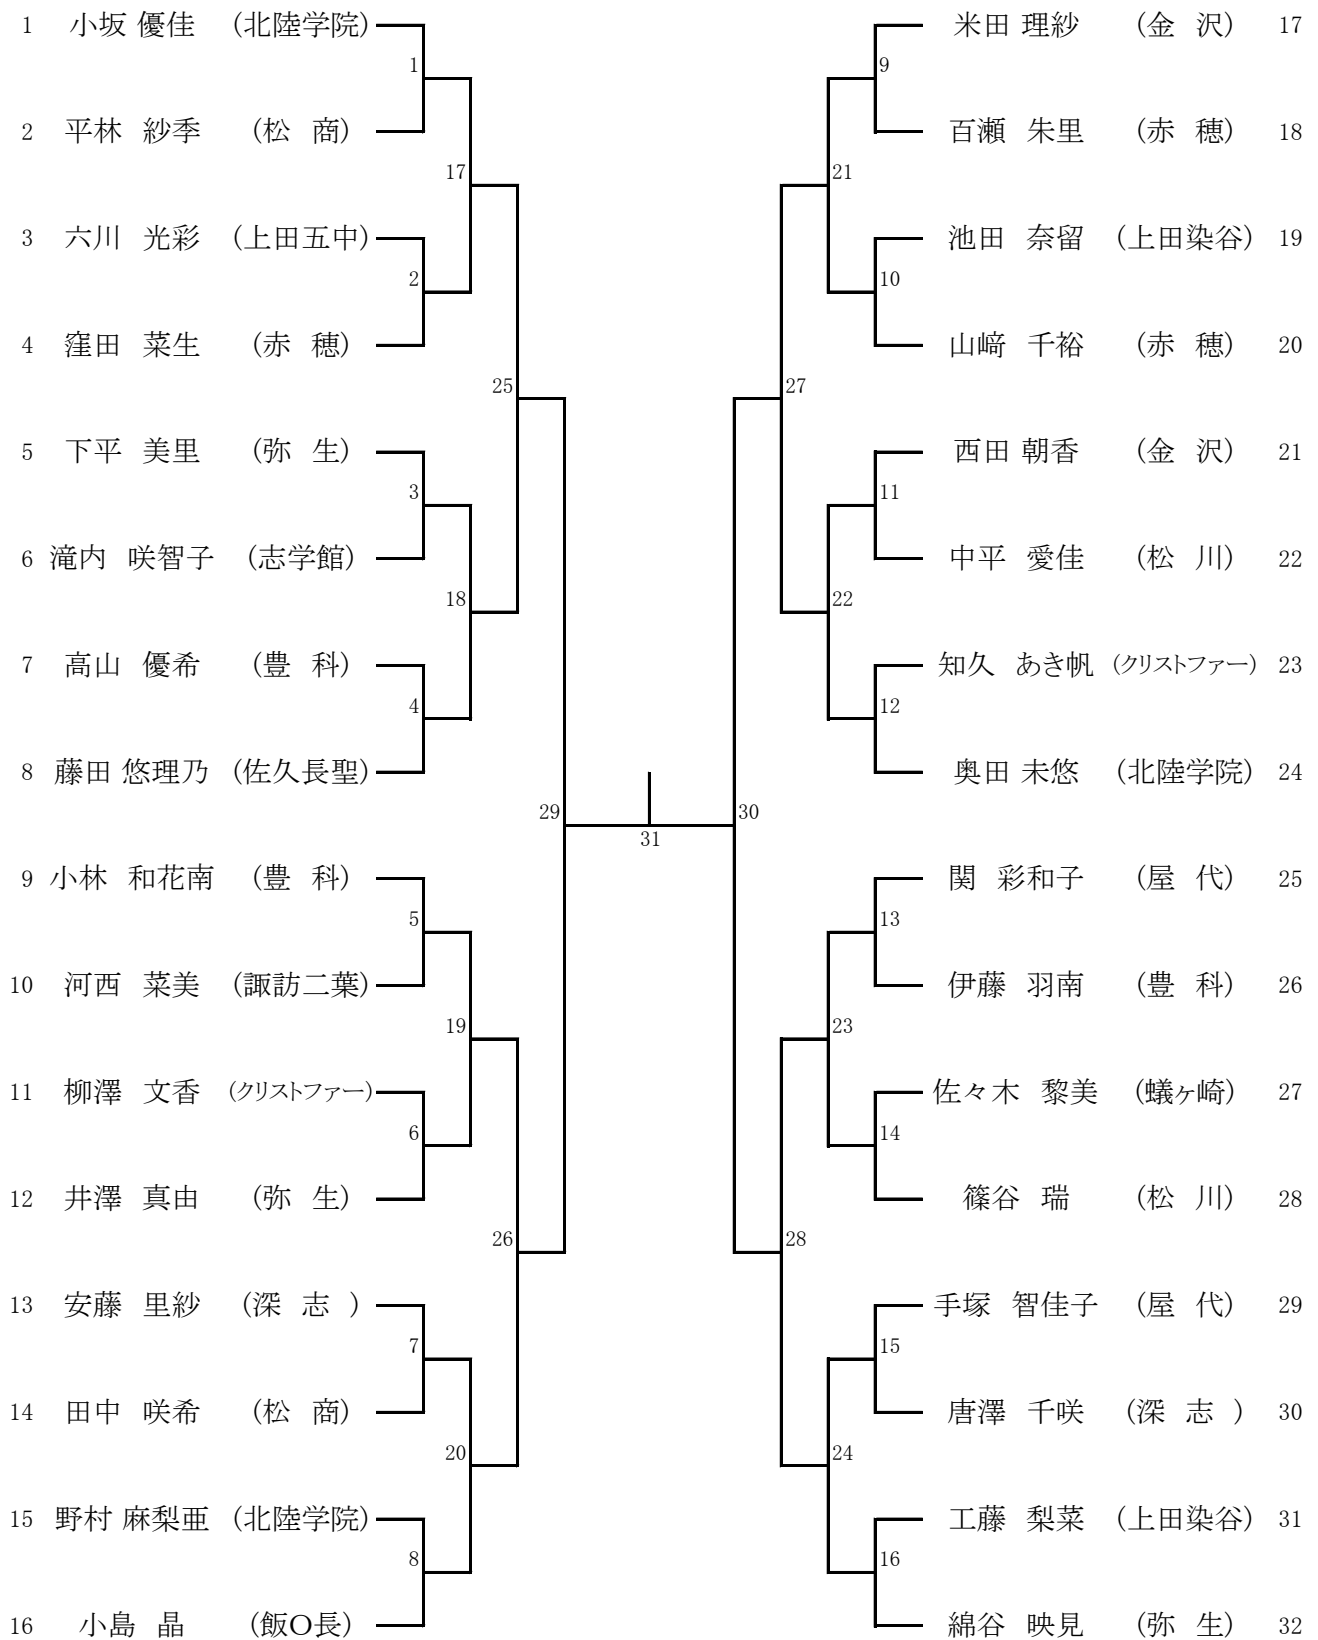 1 小坂 優佳 (北陸学院)
1
2 平林 紗季 (松 商)
17
3 六川 光彩 (上田五中)
2
4 窪田 菜生 (赤 穂)
25
5 下平 美里 (弥 生)
3
6 滝内 咲智子 (志学館)
18
7 高山 優希 (豊 科)
4
8 藤田 悠理乃 (佐久長聖)
29
9 小林 和花南 (豊 科)
5
10 河西 菜美 (諏訪二葉)
19
11 柳澤 文香 (クリストファー)
6
12 井澤 真由 (弥 生)
26
13 安藤 里紗 (深 志 )
7
14 田中 咲希 (松 商)
20
15 野村 麻梨亜 (北陸学院)
8
16 小島 晶 (飯O長)
31
米田 理紗 (金 沢) 17
9
百瀬 朱里 (赤 穂) 18
21
池田 奈留 (上田染谷) 19
10
山﨑 千裕 (赤 穂) 20
27
西田 朝香 (金 沢) 21
11
中平 愛佳 (松 川) 22
22
知久 あき帆 (クリストファー) 23
12
奥田 未悠 (北陸学院) 24
30
関 彩和子 (屋 代) 25
13
伊藤 羽南 (豊 科) 26
23
佐々木 黎美 (蟻ヶ崎) 27
14
篠谷 瑞 (松 川) 28
28
手塚 智佳子 (屋 代) 29
15
唐澤 千咲 (深 志 ) 30
24
工藤 梨菜 (上田染谷) 31
16
綿谷 映見 (弥 生) 32